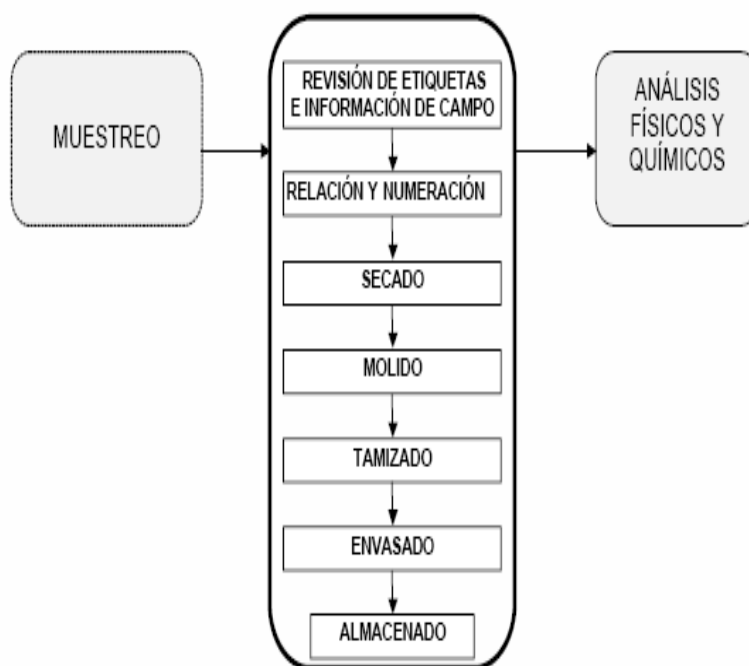 MUESTREO
REVISIÓN DE ETIQUETAS
E INFORMACIÓN DE CAMPO
RELACIÓN Y NUMERACIÓN
SECADO
MOLIDO
TAMIZADO
ENVASADO
ALMACENADO
ANÁLISIS
FÍSICOS Y
QUÍMICOS